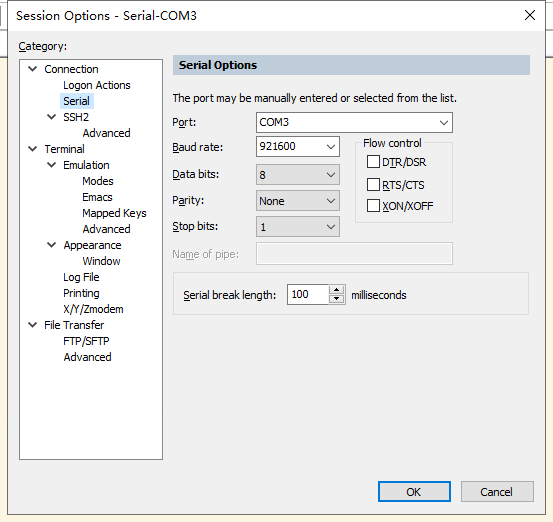 Session Options - Serial-COM3
Category:
Connection
Logon Actions
Serial
SSH2
Advanced
Terminal
Emulation
Modes
Emacs
Mapped Keys
Advanced
Appearance
Window
Log File
Printing
X/Y/Zmodem
File Transfer
FTP/SFTP
Advanced
Serial Options
The port may be manually entered or selected from the list.
Port: COM3
Baud rate: 921600
Data bits: 8
Parity: None
Stop bits: 1
Name of pipe:
Flow control
DTR/DSR
RTS/CTS
XON/XOFF
Serial break length: 100 milliseconds
OK Cancel